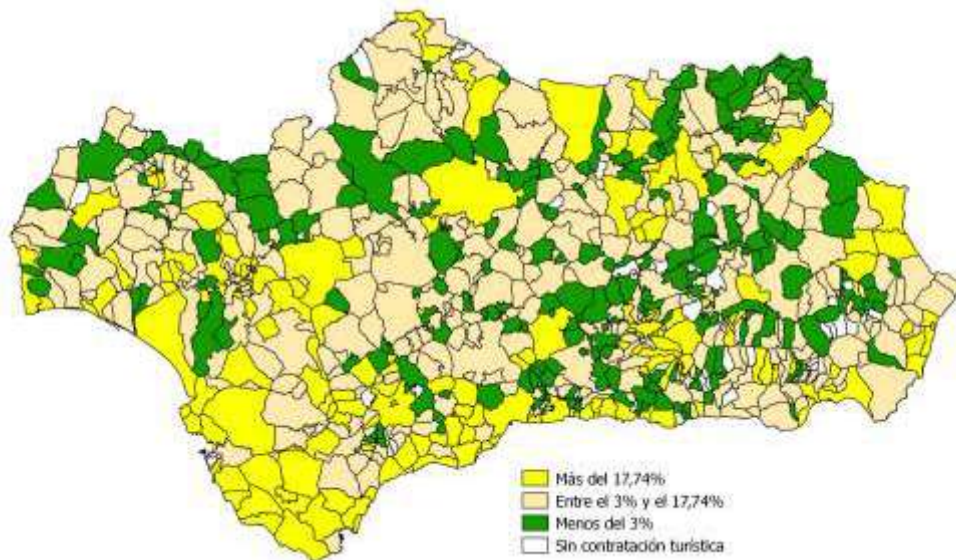 Más del 17,74%
Entre el 3% y el 17,74%
Menos del 3%
Sin contratación turística